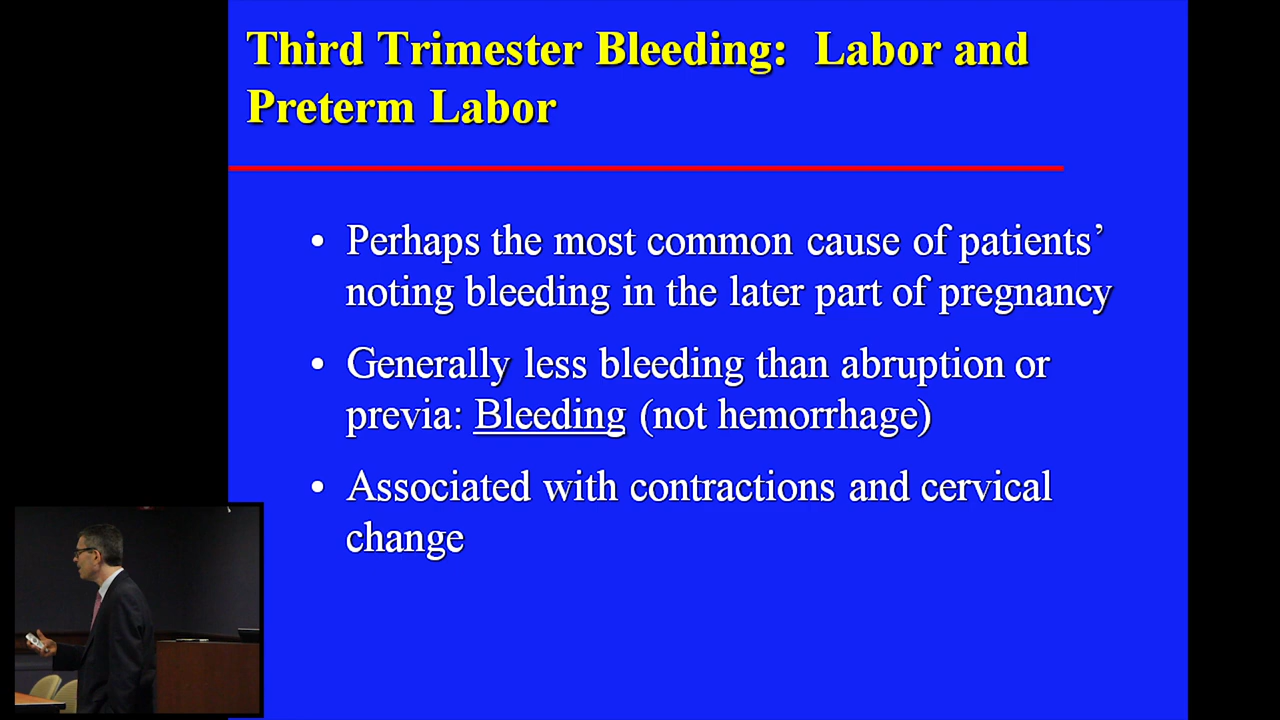 Third Trimester Bleeding: Labor and
Preterm Labor
• Perhaps the most common cause of patients’
noting bleeding in the later part of pregnancy
• Generally less bleeding than abruption or
previa: Bleeding (not hemorrhage)
• Associated with contractions and cervical
change